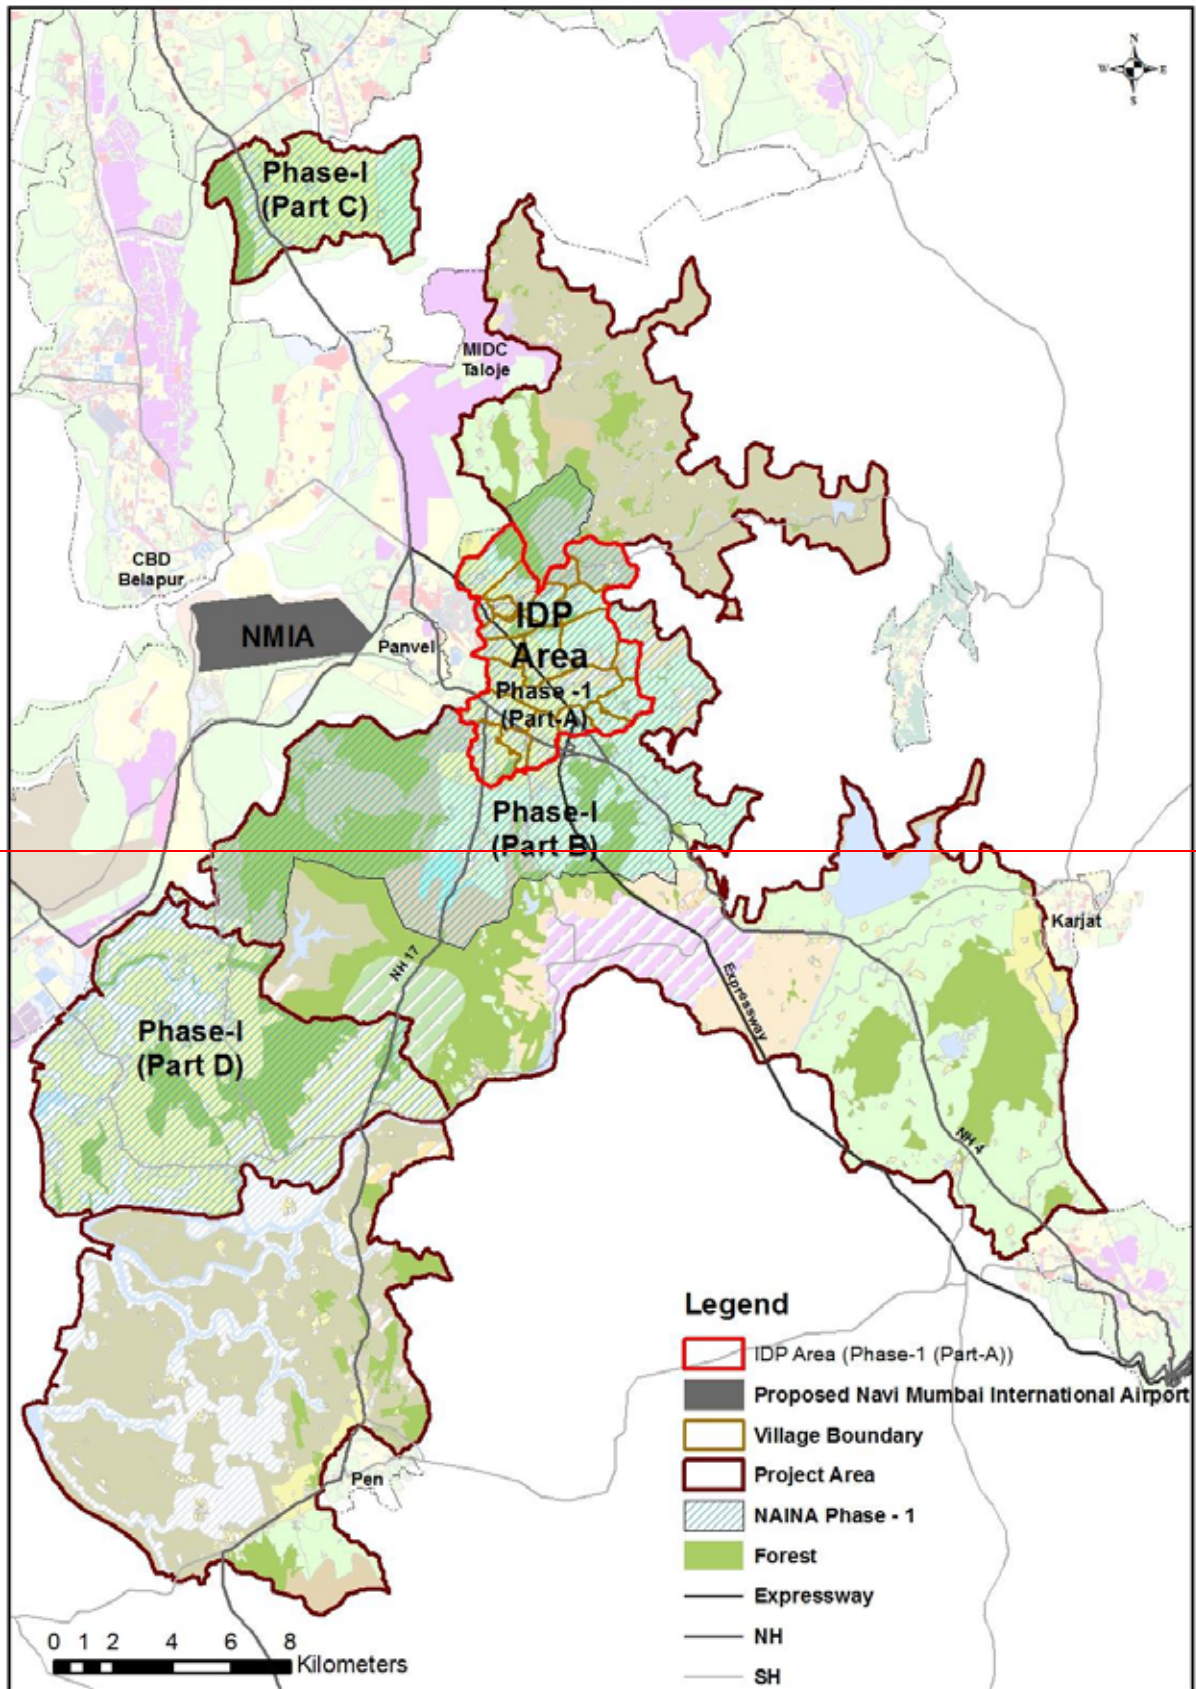 N
W
E
S
Phase-I
(Part C)
MIDC
Taloje
CBD
Belapur
NMIA
Panvel
IDP
Area
Phase -1
(Part-A)
Phase-I
(Part B)
Karjat
NH 17
Expressway
Phase-I
(Part D)
NH 4
Pen
Legend
IDP Area (Phase-1 (Part-A))
Proposed Navi Mumbai International Airport
Village Boundary
Project Area
NAINA Phase - 1
Forest
Expressway
NH
SH
0 1 2 4 6 8
Kilometers